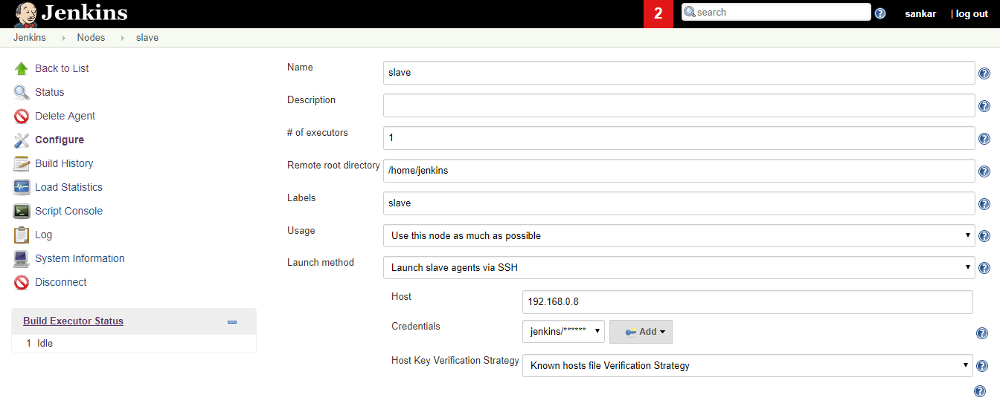 Jenkins 2 search sankar | log out
Jenkins Nodes slave
Back to List
Status
Delete Agent
Configure
Build History
Load Statistics
Script Console
Log
System Information
Disconnect
Build Executor Status
1 Idle
Name slave
Description
# of executors 1
Remote root directory /home/jenkins
Labels slave
Usage Use this node as much as possible
Launch method Launch slave agents via SSH
Host 192.168.0.8
Credentials jenkins/****** Add
Host Key Verification Strategy Known hosts file Verification Strategy